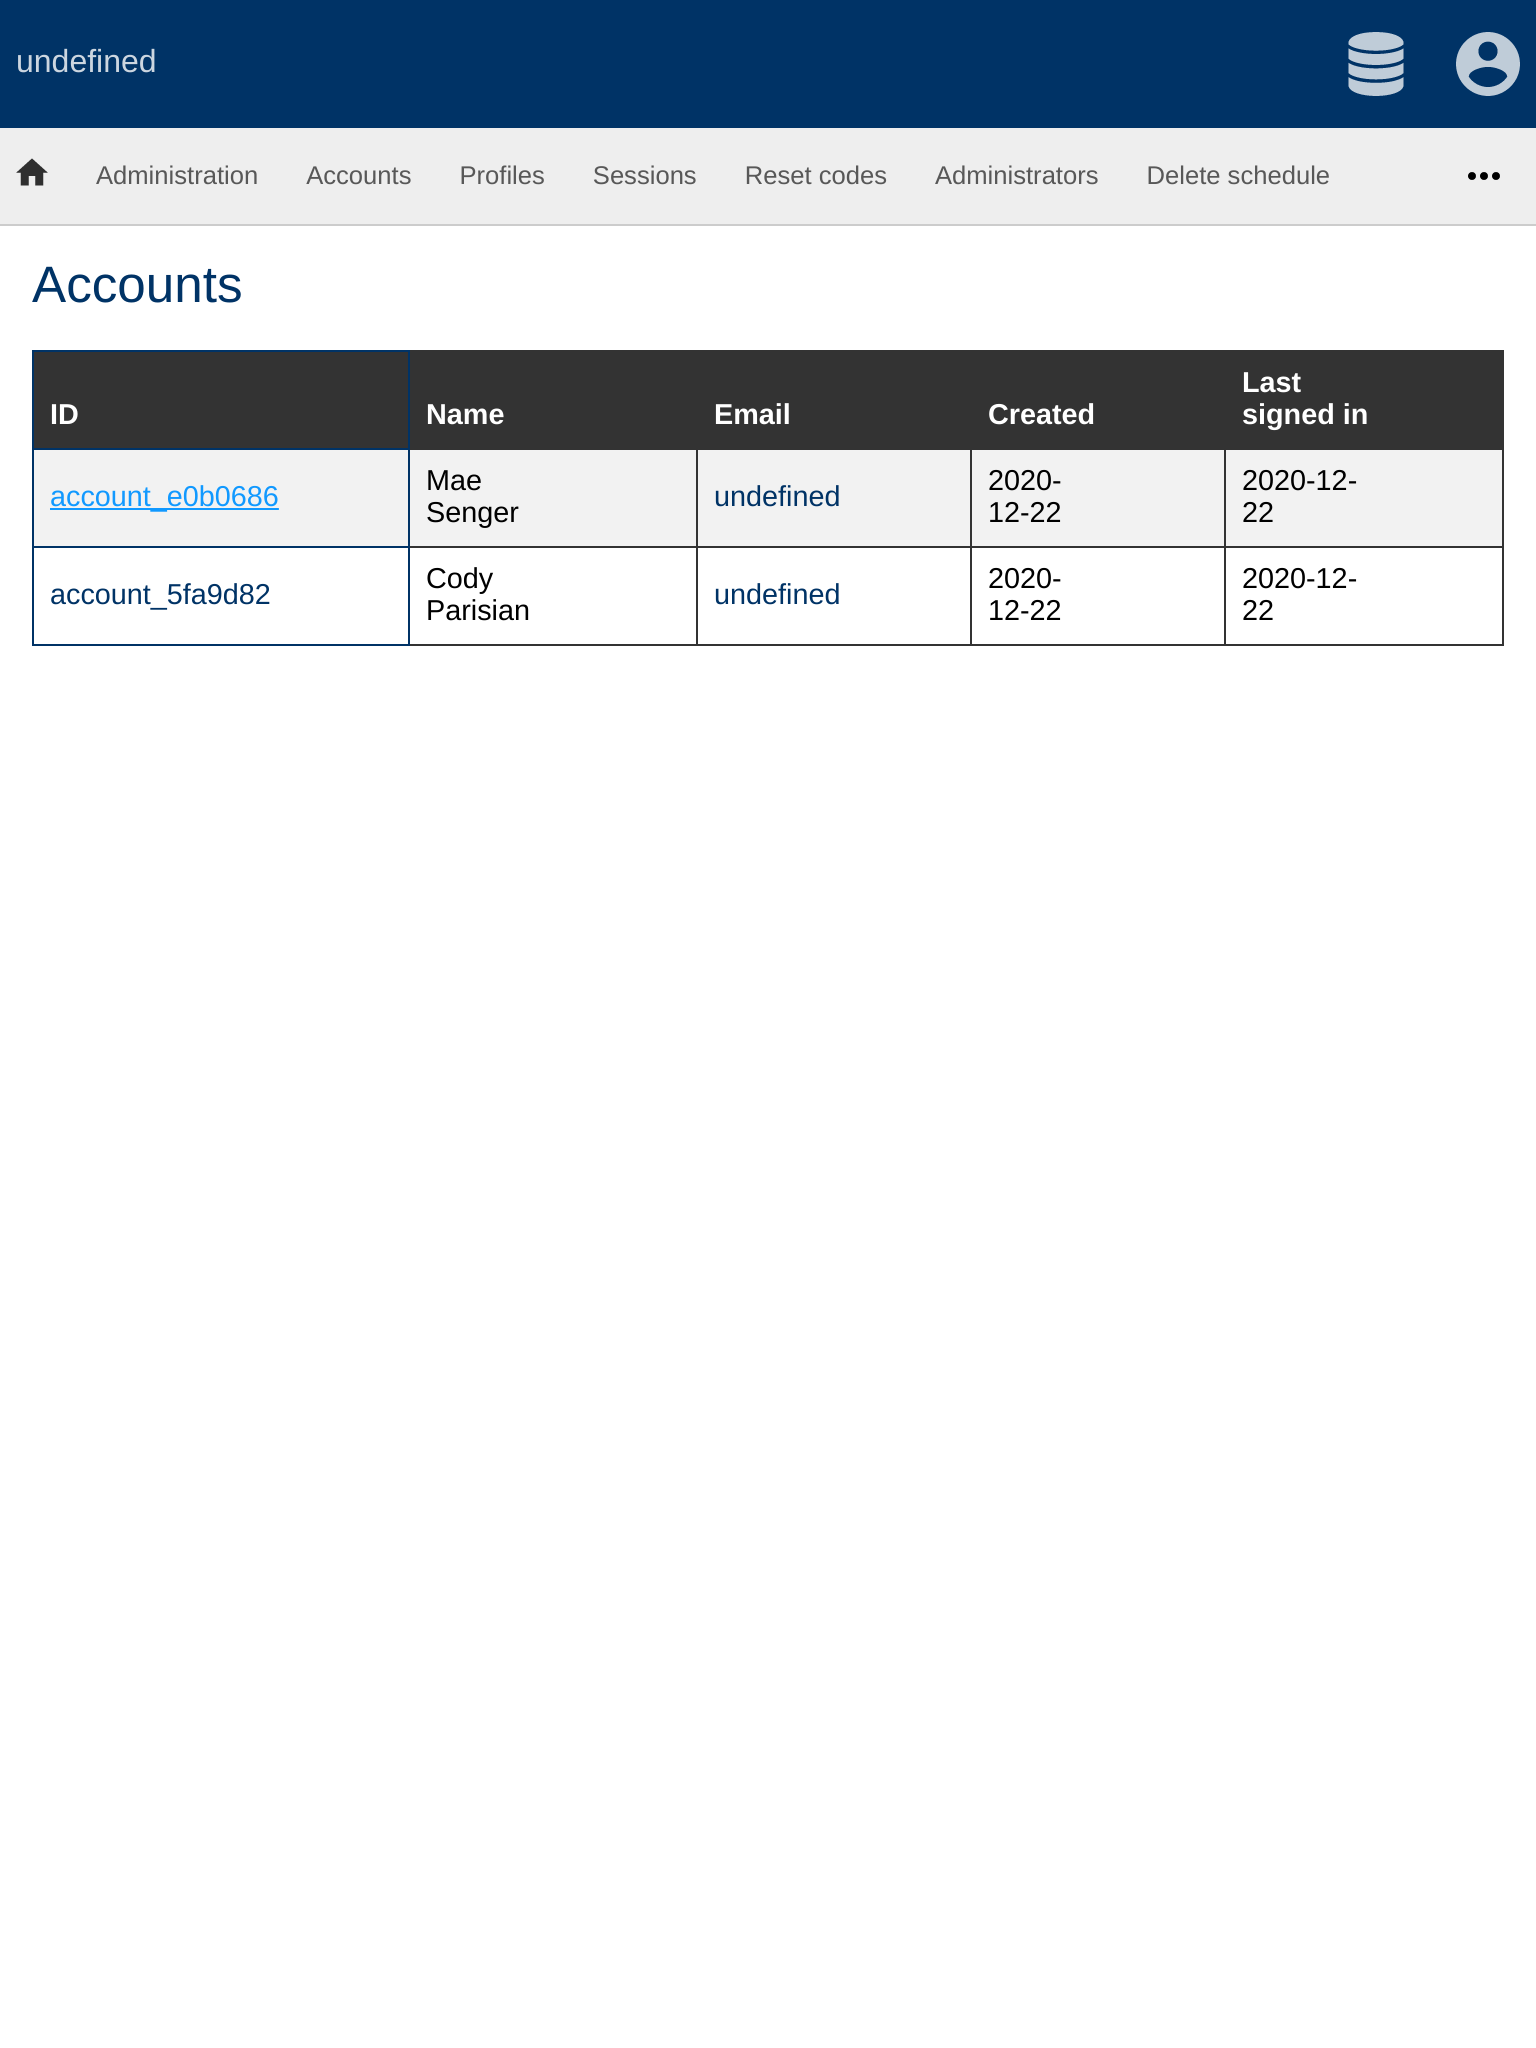 undefined
Administration Accounts Profiles Sessions Reset codes Administrators Delete schedule
Accounts
ID Name Email Created Last signed in
account_e0b0686 Mae Senger undefined 2020-12-22 2020-12-22
account_5fa9d82 Cody Parisian undefined 2020-12-22 2020-12-22